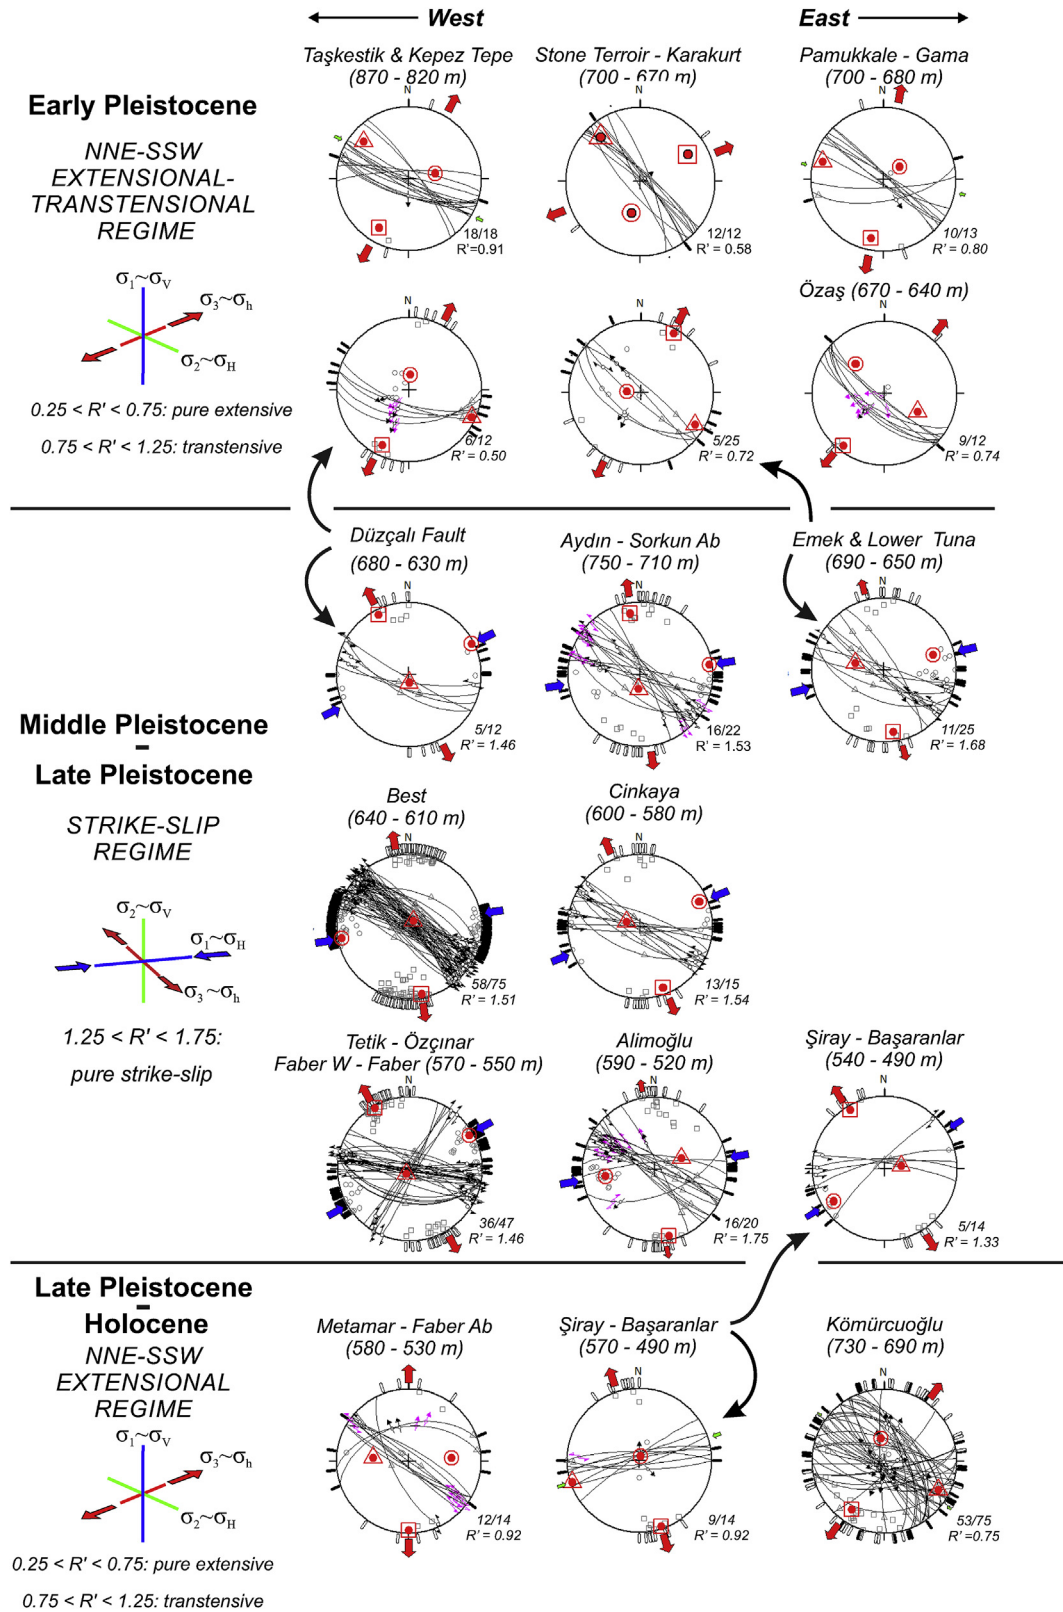 West
East
Taşkestik & Kepez Tepe
(870 - 820 m)
Stone Terroir - Karakurt
(700 - 670 m)
Pamukkale - Gama
(700 - 680 m)
Early Pleistocene
NNE-SSW
EXTENSIONAL-
TRANSTENSIONAL
REGIME
N
18/18
R'=0.91
12/12
R' = 0.58
10/13
R' = 0.80
σ1~σV
σ3~σh
σ2~σH
0.25 < R' < 0.75: pure extensive
0.75 < R' < 1.25: transtensive
Özaş (670 - 640 m)
N
N
N
6/12
R' = 0.50
5/25
R' = 0.72
9/12
R' = 0.74
Düzçalı Fault
(680 - 630 m)
Aydın - Sorkun Ab
(750 - 710 m)
Emek & Lower Tuna
(690 - 650 m)
N
N
N
5/12
R' = 1.46
16/22
R' = 1.53
11/25
R' = 1.68
Middle Pleistocene
-
Late Pleistocene
STRIKE-SLIP
REGIME
σ2~σV
σ1~σH
σ3~σh
1.25 < R' < 1.75:
pure strike-slip
Best
(640 - 610 m)
Cinkaya
(600 - 580 m)
N
N
58/75
R' = 1.51
13/15
R' = 1.54
Tetik - Özçınar
Faber W - Faber (570 - 550 m)
Alimoğlu
(590 - 520 m)
Şiray - Başaranlar
(540 - 490 m)
N
N
N
36/47
R' = 1.46
16/20
R' = 1.75
5/14
R' = 1.33
Late Pleistocene
-
Holocene
NNE-SSW
EXTENSIONAL
REGIME
σ1~σV
σ3~σh
σ2~σH
0.25 < R' < 0.75: pure extensive
0.75 < R' < 1.25: transtensive
Metamar - Faber Ab
(580 - 530 m)
Şiray - Başaranlar
(570 - 490 m)
Kömürcuoğlu
(730 - 690 m)
N
N
12/14
R' = 0.92
9/14
R' = 0.92
53/75
R' =0.75